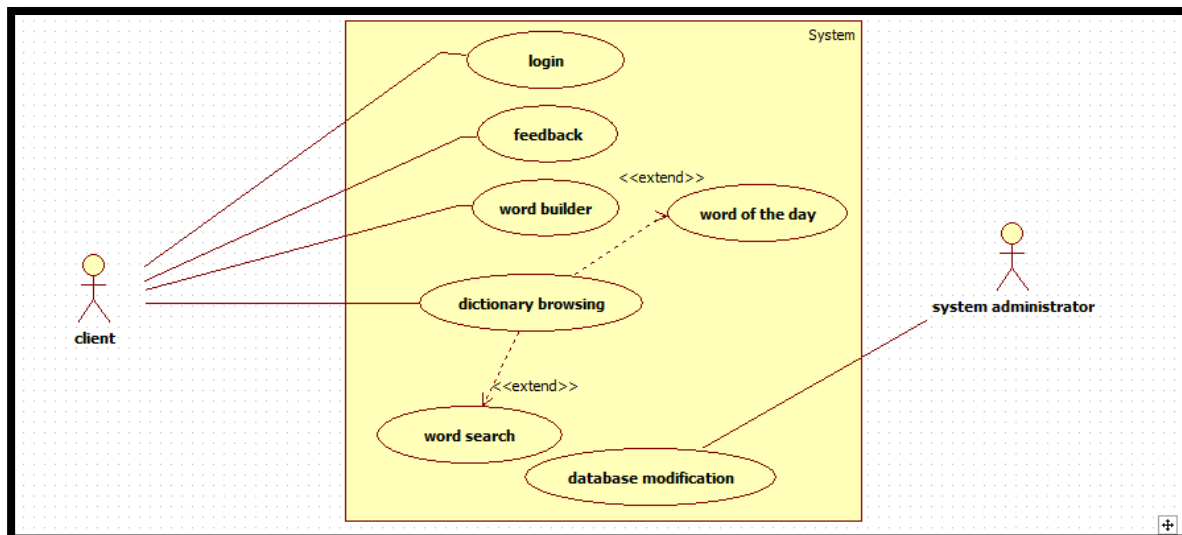 System
login
feedback
<<extend>>
word builder
word of the day
dictionary browsing
system administrator
client
<<extend>>
word search
database modification